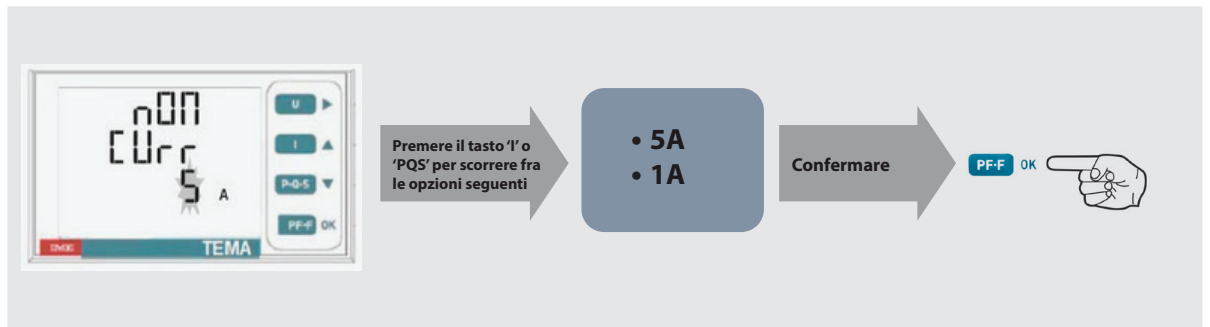 nOM
CUrr
5 A
U
I
P-Q-S
PF-F OK
IME
TEMA
Premere il tasto ‘I’ o
‘PQS’ per scorrere fra
le opzioni seguenti
• 5A
• 1A
Confermare
PF·F OK